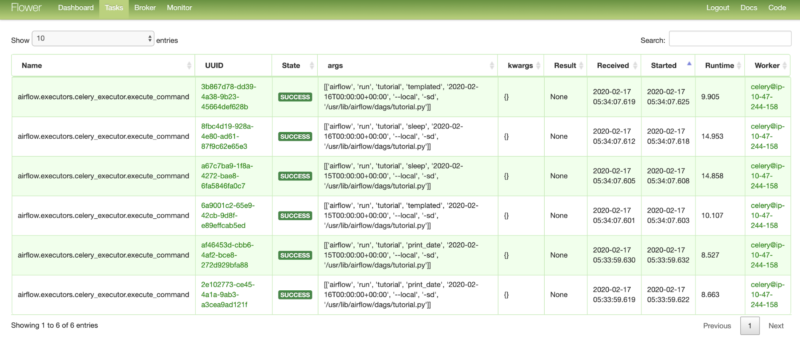 Flower Dashboard Tasks Broker Monitor Logout Docs Code
Show 10 entries Search:
Name UUID State args kwargs Result Received Started Runtime Worker
airflow.executors.celery_executor.execute_command 3b867d78-dd39-4a38-9b23-45664def628b SUCCESS [['airflow', 'run', 'tutorial', 'templated', '2020-02-16T00:00:00+00:00', '--local', '-sd', '/usr/lib/airflow/dags/tutorial.py']] {} None 2020-02-17 05:34:07.619 2020-02-17 05:34:07.625 9.905 celery@ip-10-47-244-158
airflow.executors.celery_executor.execute_command 8fbc4d19-928a-4e80-ad61-87f9c62e65e3 SUCCESS [['airflow', 'run', 'tutorial', 'sleep', '2020-02-16T00:00:00+00:00', '--local', '-sd', '/usr/lib/airflow/dags/tutorial.py']] {} None 2020-02-17 05:34:07.612 2020-02-17 05:34:07.618 14.953 celery@ip-10-47-244-158
airflow.executors.celery_executor.execute_command a67c7ba9-1f8a-4272-bae8-6fa5846fa0c7 SUCCESS [['airflow', 'run', 'tutorial', 'sleep', '2020-02-15T00:00:00+00:00', '--local', '-sd', '/usr/lib/airflow/dags/tutorial.py']] {} None 2020-02-17 05:34:07.605 2020-02-17 05:34:07.608 14.858 celery@ip-10-47-244-158
airflow.executors.celery_executor.execute_command 6a9001c2-65e9-42cb-9d8f-e89effcab5ed SUCCESS [['airflow', 'run', 'tutorial', 'templated', '2020-02-15T00:00:00+00:00', '--local', '-sd', '/usr/lib/airflow/dags/tutorial.py']] {} None 2020-02-17 05:34:07.601 2020-02-17 05:34:07.603 10.107 celery@ip-10-47-244-158
airflow.executors.celery_executor.execute_command af46453d-cbb6-4af2-bce8-272d929bfa88 SUCCESS [['airflow', 'run', 'tutorial', 'print_date', '2020-02-15T00:00:00+00:00', '--local', '-sd', '/usr/lib/airflow/dags/tutorial.py']] {} None 2020-02-17 05:33:59.630 2020-02-17 05:33:59.632 8.527 celery@ip-10-47-244-158
airflow.executors.celery_executor.execute_command 2e102773-ce45-4a1a-9ab3-a3cea9ad121f SUCCESS [['airflow', 'run', 'tutorial', 'print_date', '2020-02-16T00:00:00+00:00', '--local', '-sd', '/usr/lib/airflow/dags/tutorial.py']] {} None 2020-02-17 05:33:59.619 2020-02-17 05:33:59.622 8.663 celery@ip-10-47-244-158
Showing 1 to 6 of 6 entries Previous 1 Next